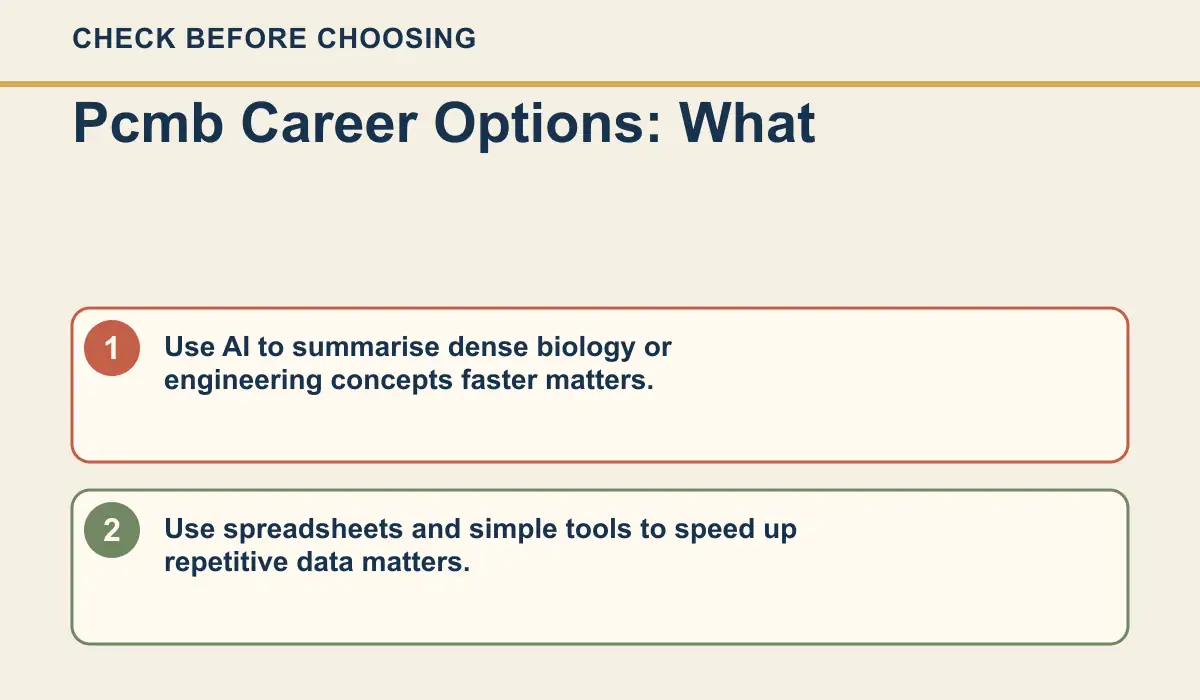 CHECK BEFORE CHOOSING
Pcmb Career Options: What
1
Use AI to summarise dense biology or
engineering concepts faster matters.
2
Use spreadsheets and simple tools to speed up
repetitive data matters.